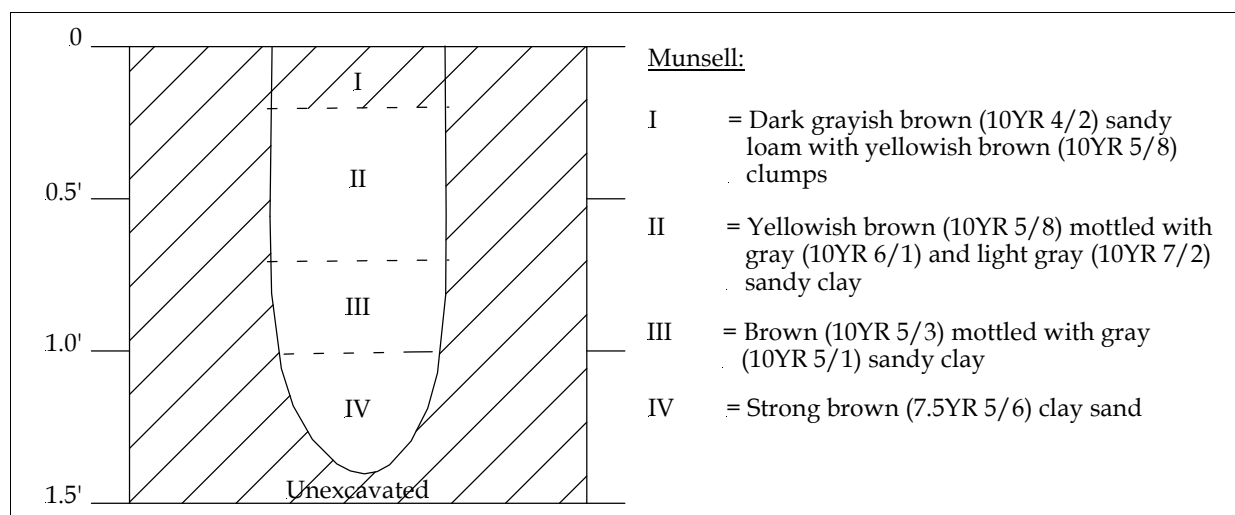 0
0.5'
1.0'
1.5'
I
II
III
IV
Unexcavated
Munsell:
I = Dark grayish brown (10YR 4/2) sandy
loam with yellowish brown (10YR 5/8)
clumps
II = Yellowish brown (10YR 5/8) mottled with
gray (10YR 6/1) and light gray (10YR 7/2)
sandy clay
III = Brown (10YR 5/3) mottled with gray
(10YR 5/1) sandy clay
IV = Strong brown (7.5YR 5/6) clay sand